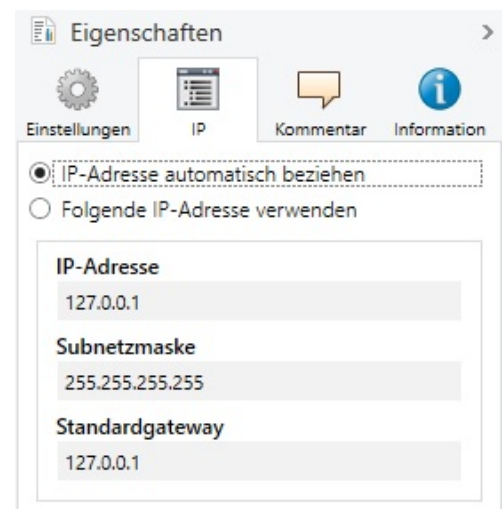 Eigenschaften
Einstellungen
IP
Kommentar
Information
IP-Adresse automatisch beziehen
Folgende IP-Adresse verwenden
IP-Adresse
127.0.0.1
Subnetzmaske
255.255.255.255
Standardgateway
127.0.0.1